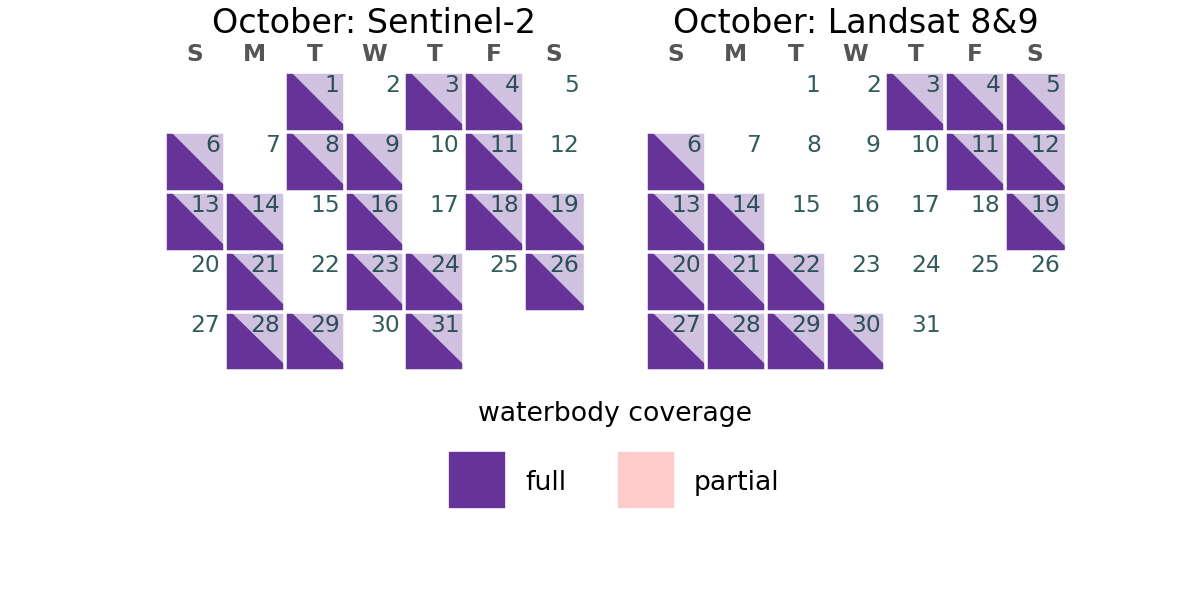 October: Sentinel-2
S M T W T F S
1 2 3 4 5
6 7 8 9 10 11 12
13 14 15 16 17 18 19
20 21 22 23 24 25 26
27 28 29 30 31
October: Landsat 8&9
S M T W T F S
1 2 3 4 5
6 7 8 9 10 11 12
13 14 15 16 17 18 19
20 21 22 23 24 25 26
27 28 29 30 31
waterbody coverage
full partial